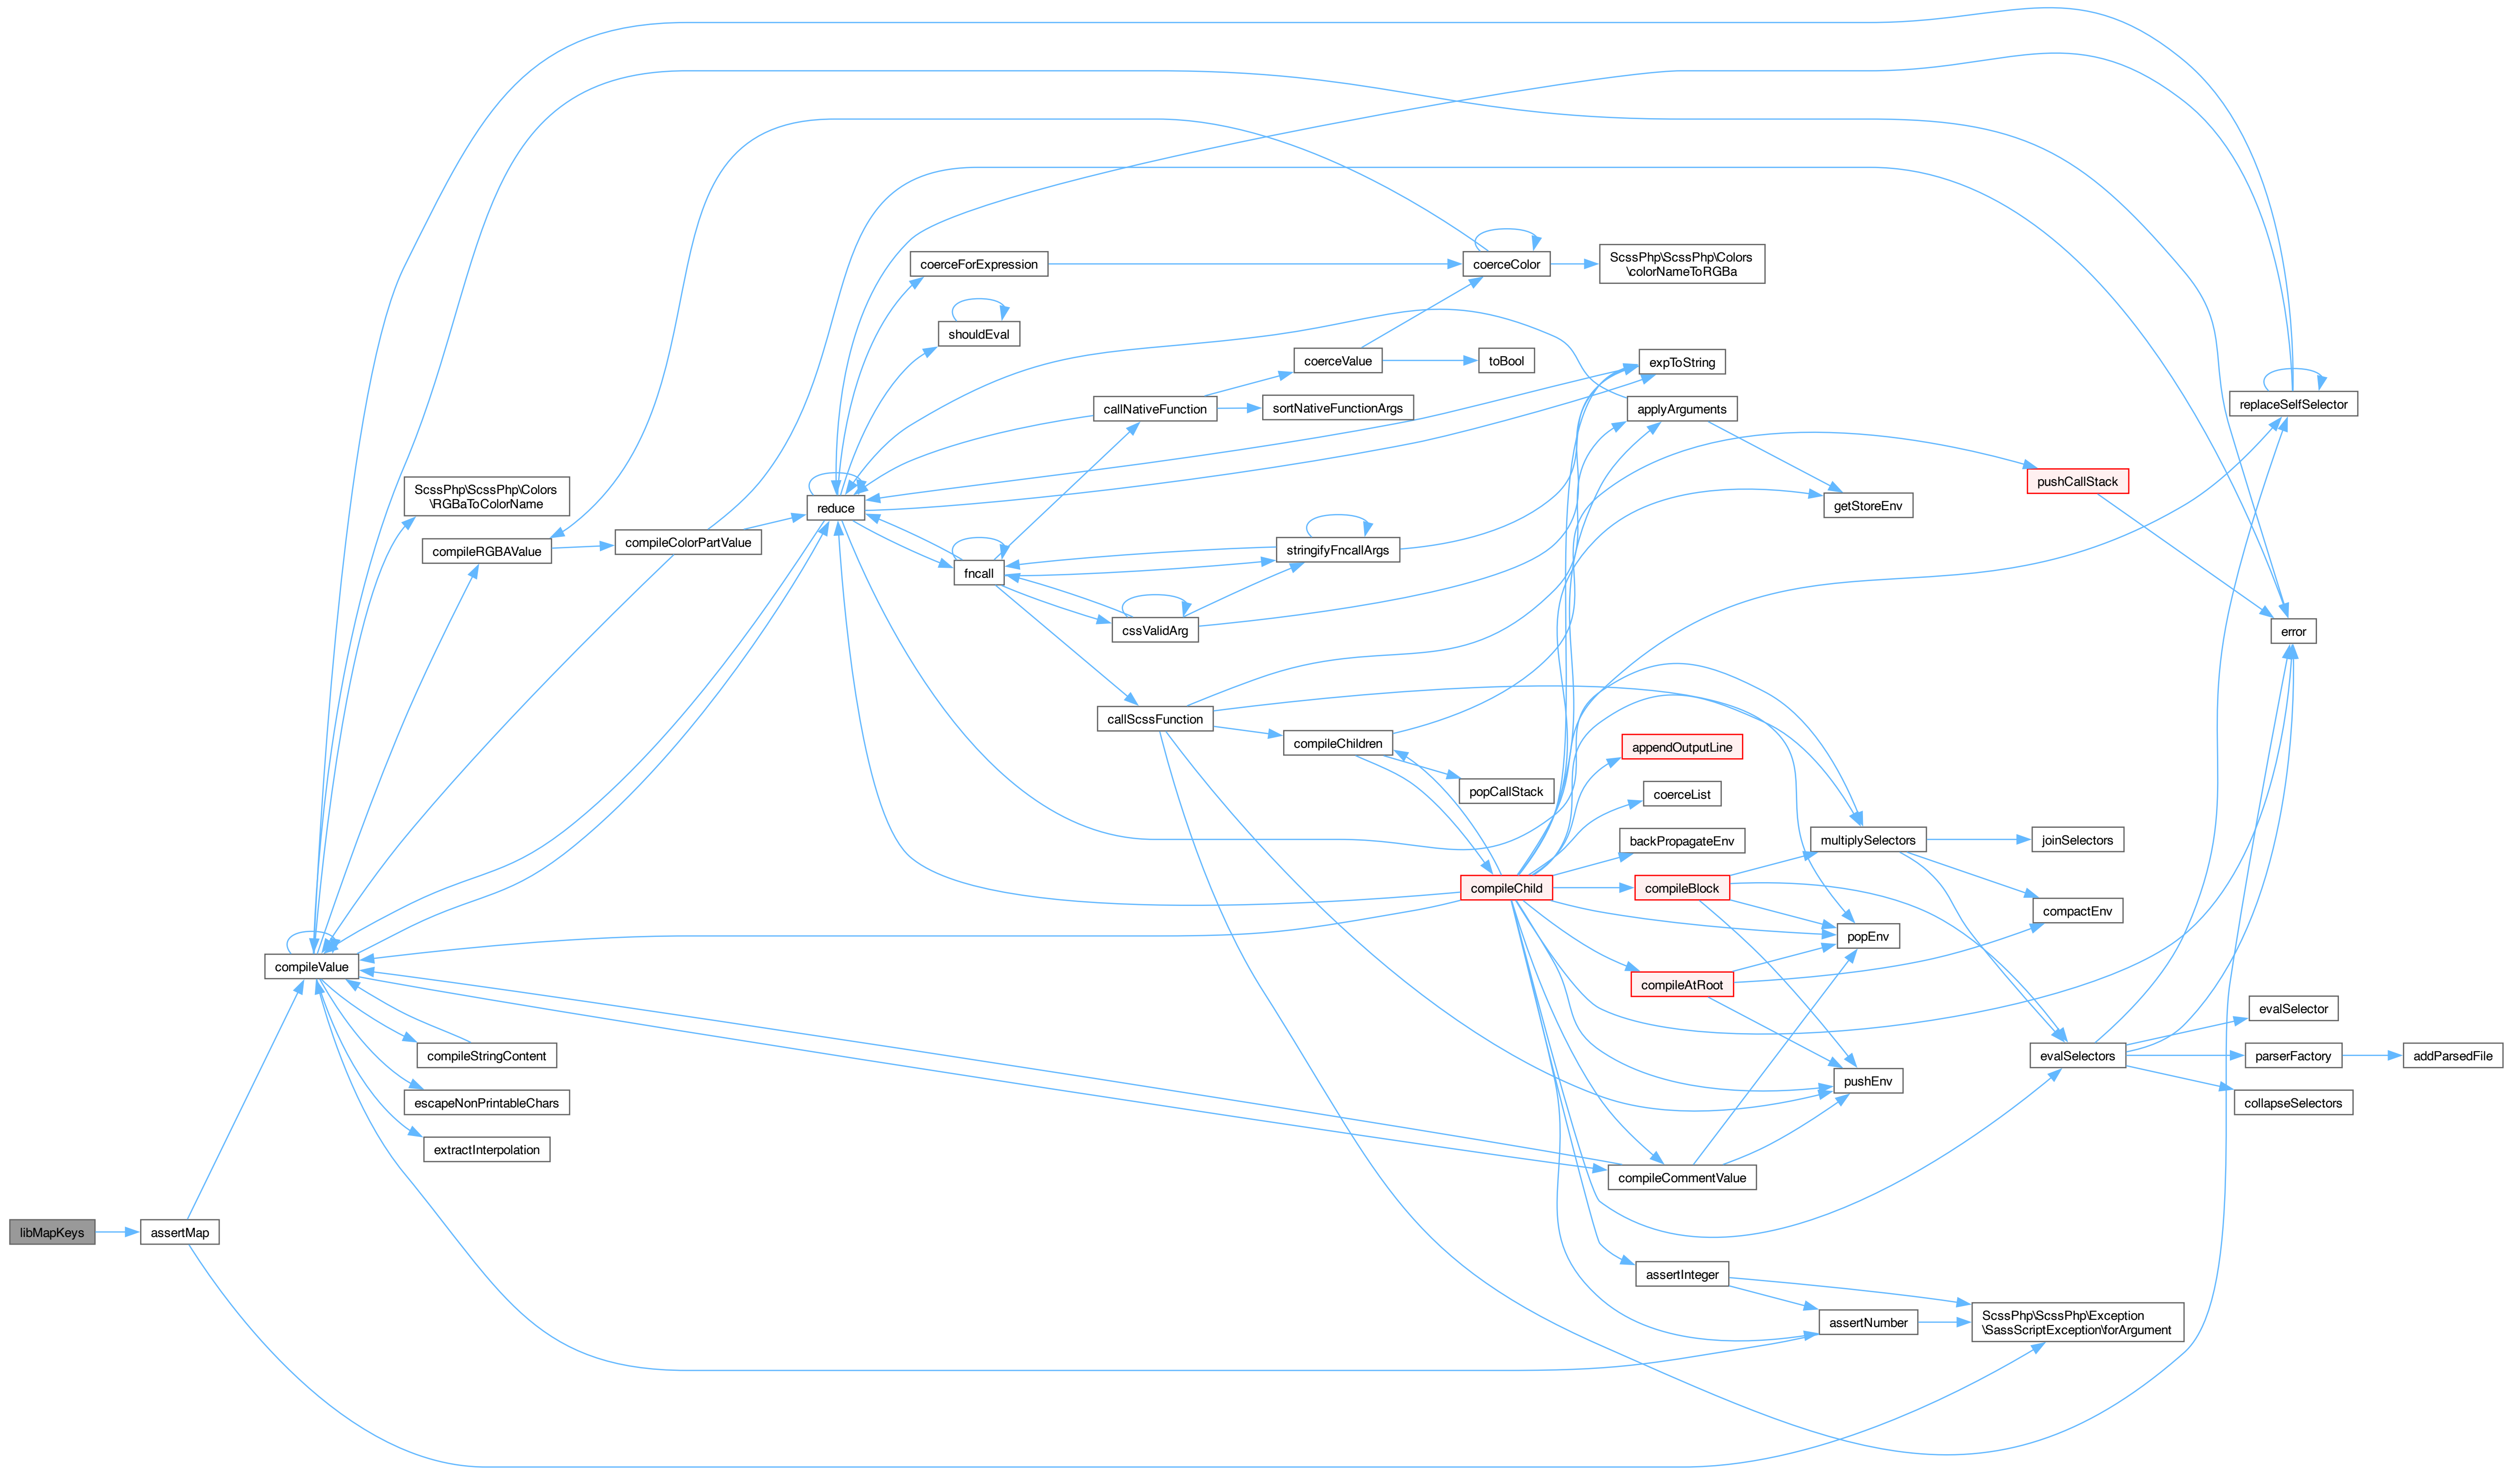 coerceForExpression
coerceColor
ScssPhp\ScssPhp\Colors
\colorNameToRGBa
shouldEval
coerceValue
toBool
expToString
callNativeFunction
sortNativeFunctionArgs
applyArguments
replaceSelfSelector
ScssPhp\ScssPhp\Colors
\RGBaToColorName
pushCallStack
reduce
getStoreEnv
compileRGBAValue
compileColorPartValue
stringifyFncallArgs
fncall
cssValidArg
error
callScssFunction
compileChildren
appendOutputLine
popCallStack
coerceList
backPropagateEnv
multiplySelectors
joinSelectors
compileChild
compileBlock
compactEnv
popEnv
compileValue
compileAtRoot
evalSelector
compileStringContent
evalSelectors
parserFactory
addParsedFile
pushEnv
escapeNonPrintableChars
collapseSelectors
extractInterpolation
compileCommentValue
libMapKeys
assertMap
assertInteger
assertNumber
ScssPhp\ScssPhp\Exception
\SassScriptException\forArgument